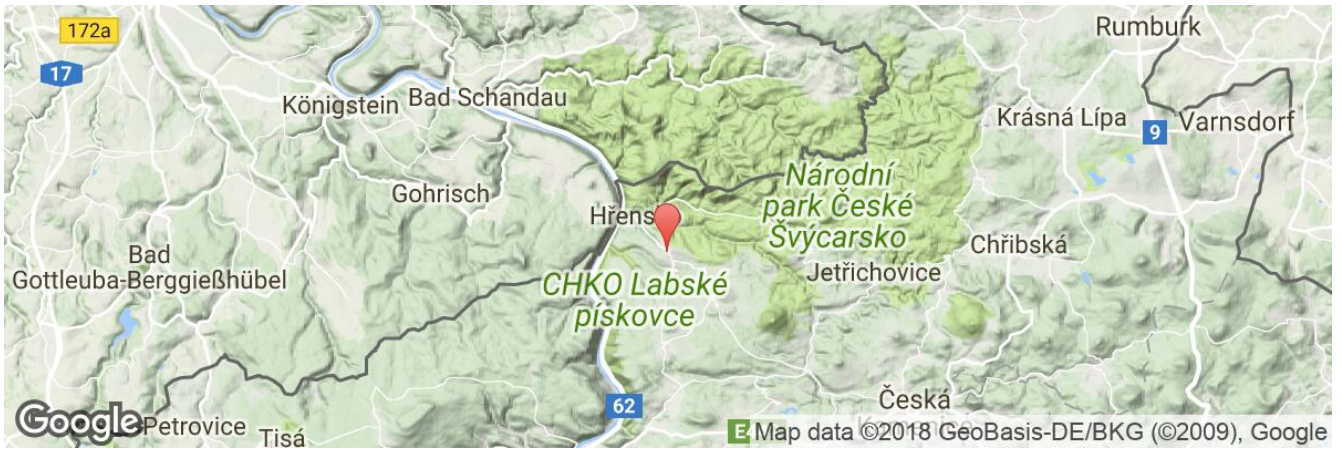 Rumburk
172a
17
Königstein
Bad Schandau
Krásná Lípa
9
Varnsdorf
Národní
park České
Švýcarsko
Gohrisch
Chřibská
Bad
Gottleuba-Berggießhübel
CHKO Labské
pískovce
Jetřichovice
62
Česká
Google
Petrovice
Tisá
Map data ©2018 GeoBasis-DE/BKG (©2009), Google